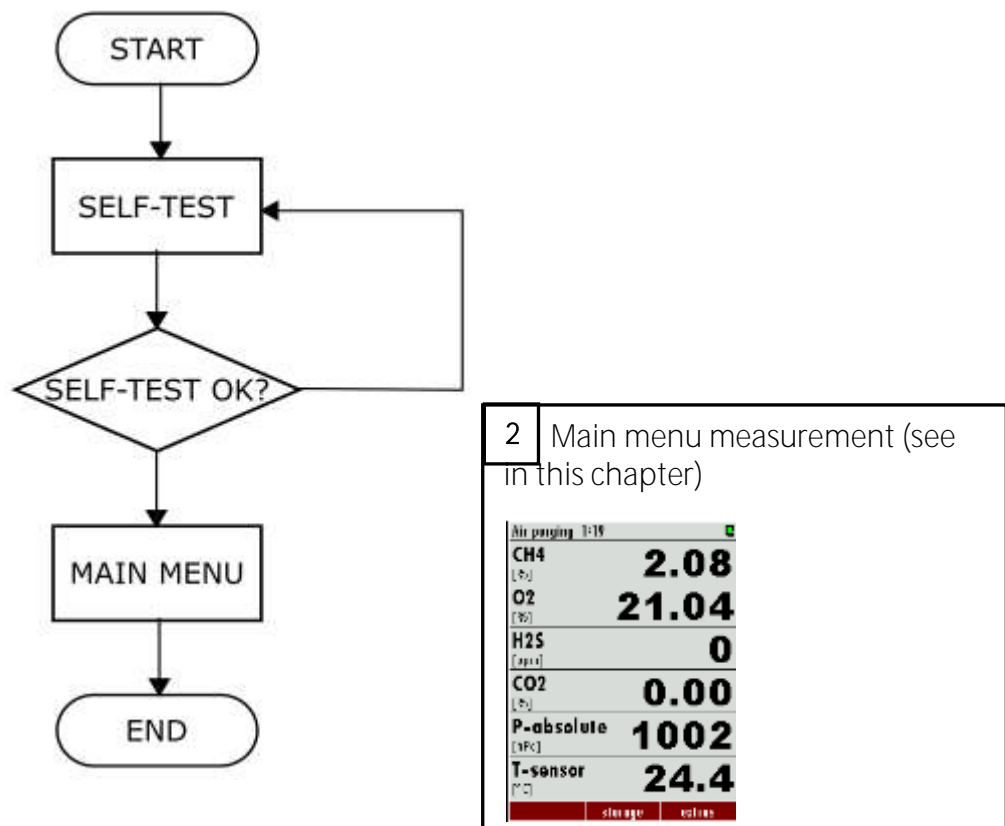 START
SELF-TEST
SELF-TEST OK?
MAIN MENU
END
2 Main menu measurement (see
in this chapter)
Air purging 1:19
CH4
2.08
[%]
O2
21.04
[%]
H2S
0
[ppm]
CO2
0.00
[%]
P-absolute
1002
[hPa]
T-sensor
24.4
[°C]
storage